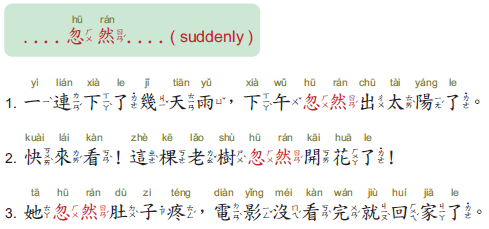 hū rán
....忽然....( suddenly )
yì lián xià le jǐ tiān yǔ xià wǔ hū rán chū tài yáng le
1. 一連下了幾天雨，下午忽然出太陽了。
kuài lái kàn zhè kē lǎo shù hū rán kāi huā le
2. 快來看！這棵老樹忽然開花了！
tā hū rán dù zi téng diàn yǐng méi kàn wán jiù huí jiā le
3. 她忽然肚子疼，電影沒看完就回家了。